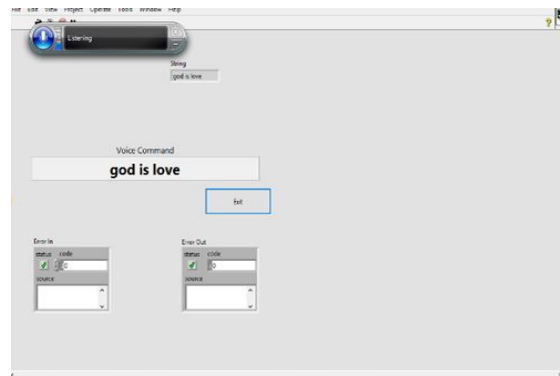 File Edit View Project Operate Tools Window Help
Listening
String
god is love
Voice Command
god is love
Exit
Error In
status code
0
source
Error Out
status code
0
source